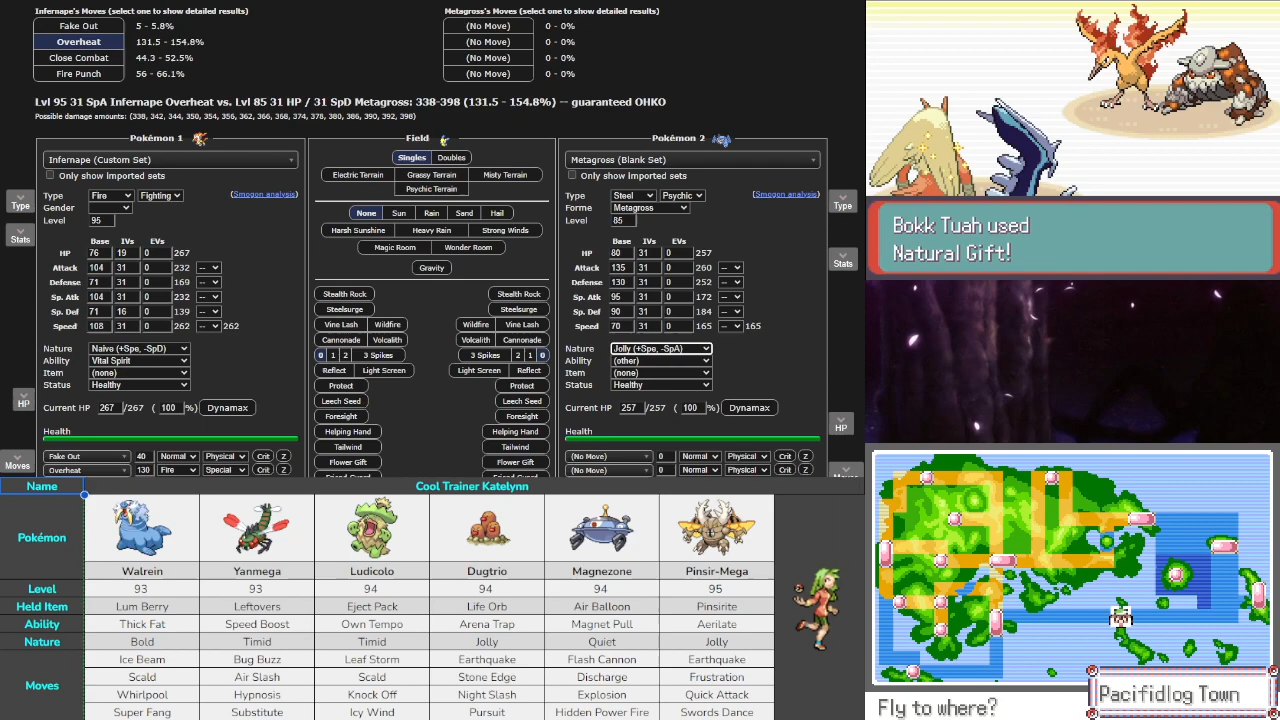 Infernape's Moves (select one to show detailed results)
Fake Out 5 - 5.8%
Overheat 131.5 - 154.8%
Close Combat 44.3 - 52.5%
Fire Punch 56 - 66.1%
Metagross's Moves (select one to show detailed results)
(No Move) 0 - 0%
(No Move) 0 - 0%
(No Move) 0 - 0%
(No Move) 0 - 0%
Lvl 95 31 SpA Infernape Overheat vs. Lvl 85 31 HP / 31 SpD Metagross: 338-398 (131.5 - 154.8%) -- guaranteed OHKO
Possible damage amounts: (338, 342, 344, 350, 354, 356, 362, 366, 368, 374, 378, 380, 386, 390, 392, 398)
Type
Stats
HP
Moves
Pokémon 1
Infernape (Custom Set)
Only show imported sets
Type Fire Fighting (Smogon analysis)
Gender
Level 95
Base IVs EVs
HP 76 19 0 267
Attack 104 31 0 232 --
Defense 71 31 0 169 --
Sp. Atk 104 31 0 232 --
Sp. Def 71 16 0 139 --
Speed 108 31 0 262 -- 262
Nature Naive (+Spe, -SpD)
Ability Vital Spirit
Item (none)
Status Healthy
Current HP 267 /267 ( 100 %) Dynamax
Health
Fake Out 40 Normal Physical Crit Z
Overheat 130 Fire Special Crit Z
Field
Singles Doubles
Electric Terrain Grassy Terrain Misty Terrain
Psychic Terrain
None Sun Rain Sand Hail
Harsh Sunshine Heavy Rain Strong Winds
Magic Room Wonder Room
Gravity
Stealth Rock Stealth Rock
Steelsurge Steelsurge
Vine Lash Wildfire Wildfire Vine Lash
Cannonade Volcalith Volcalith Cannonade
0 1 2 3 Spikes 3 Spikes 2 1 0
Reflect Light Screen Light Screen Reflect
Protect Protect
Leech Seed Leech Seed
Foresight Foresight
Helping Hand Helping Hand
Tailwind Tailwind
Flower Gift Flower Gift
Pokémon 2
Metagross (Blank Set)
Only show imported sets
Type Steel Psychic (Smogon analysis)
Forme Metagross
Level 85
Base IVs EVs
HP 80 31 0 257
Attack 135 31 0 260 --
Defense 130 31 0 252 --
Sp. Atk 95 31 0 172 --
Sp. Def 90 31 0 184 --
Speed 70 31 0 165 -- 165
Nature Jolly (+Spe, -SpA)
Ability (other)
Item (none)
Status Healthy
Current HP 257 /257 ( 100 %) Dynamax
Health
(No Move) 0 Normal Physical Crit Z
(No Move) 0 Normal Physical Crit Z
Type
Stats
HP
Name Cool Trainer Katelynn
Pokémon Walrein Yanmega Ludicolo Dugtrio Magnezone Pinsir-Mega
Level 93 93 94 94 94 95
Held Item Lum Berry Leftovers Eject Pack Life Orb Air Balloon Pinsirite
Ability Thick Fat Speed Boost Own Tempo Arena Trap Magnet Pull Aerilate
Nature Bold Timid Timid Jolly Quiet Jolly
Moves
Ice Beam Bug Buzz Leaf Storm Earthquake Flash Cannon Earthquake
Scald Air Slash Scald Stone Edge Discharge Frustration
Whirlpool Hypnosis Knock Off Night Slash Explosion Quick Attack
Super Fang Substitute Icy Wind Pursuit Hidden Power Fire Swords Dance
Bokk Tuah used
Natural Gift!
Pacifidlog Town
Fly to where?